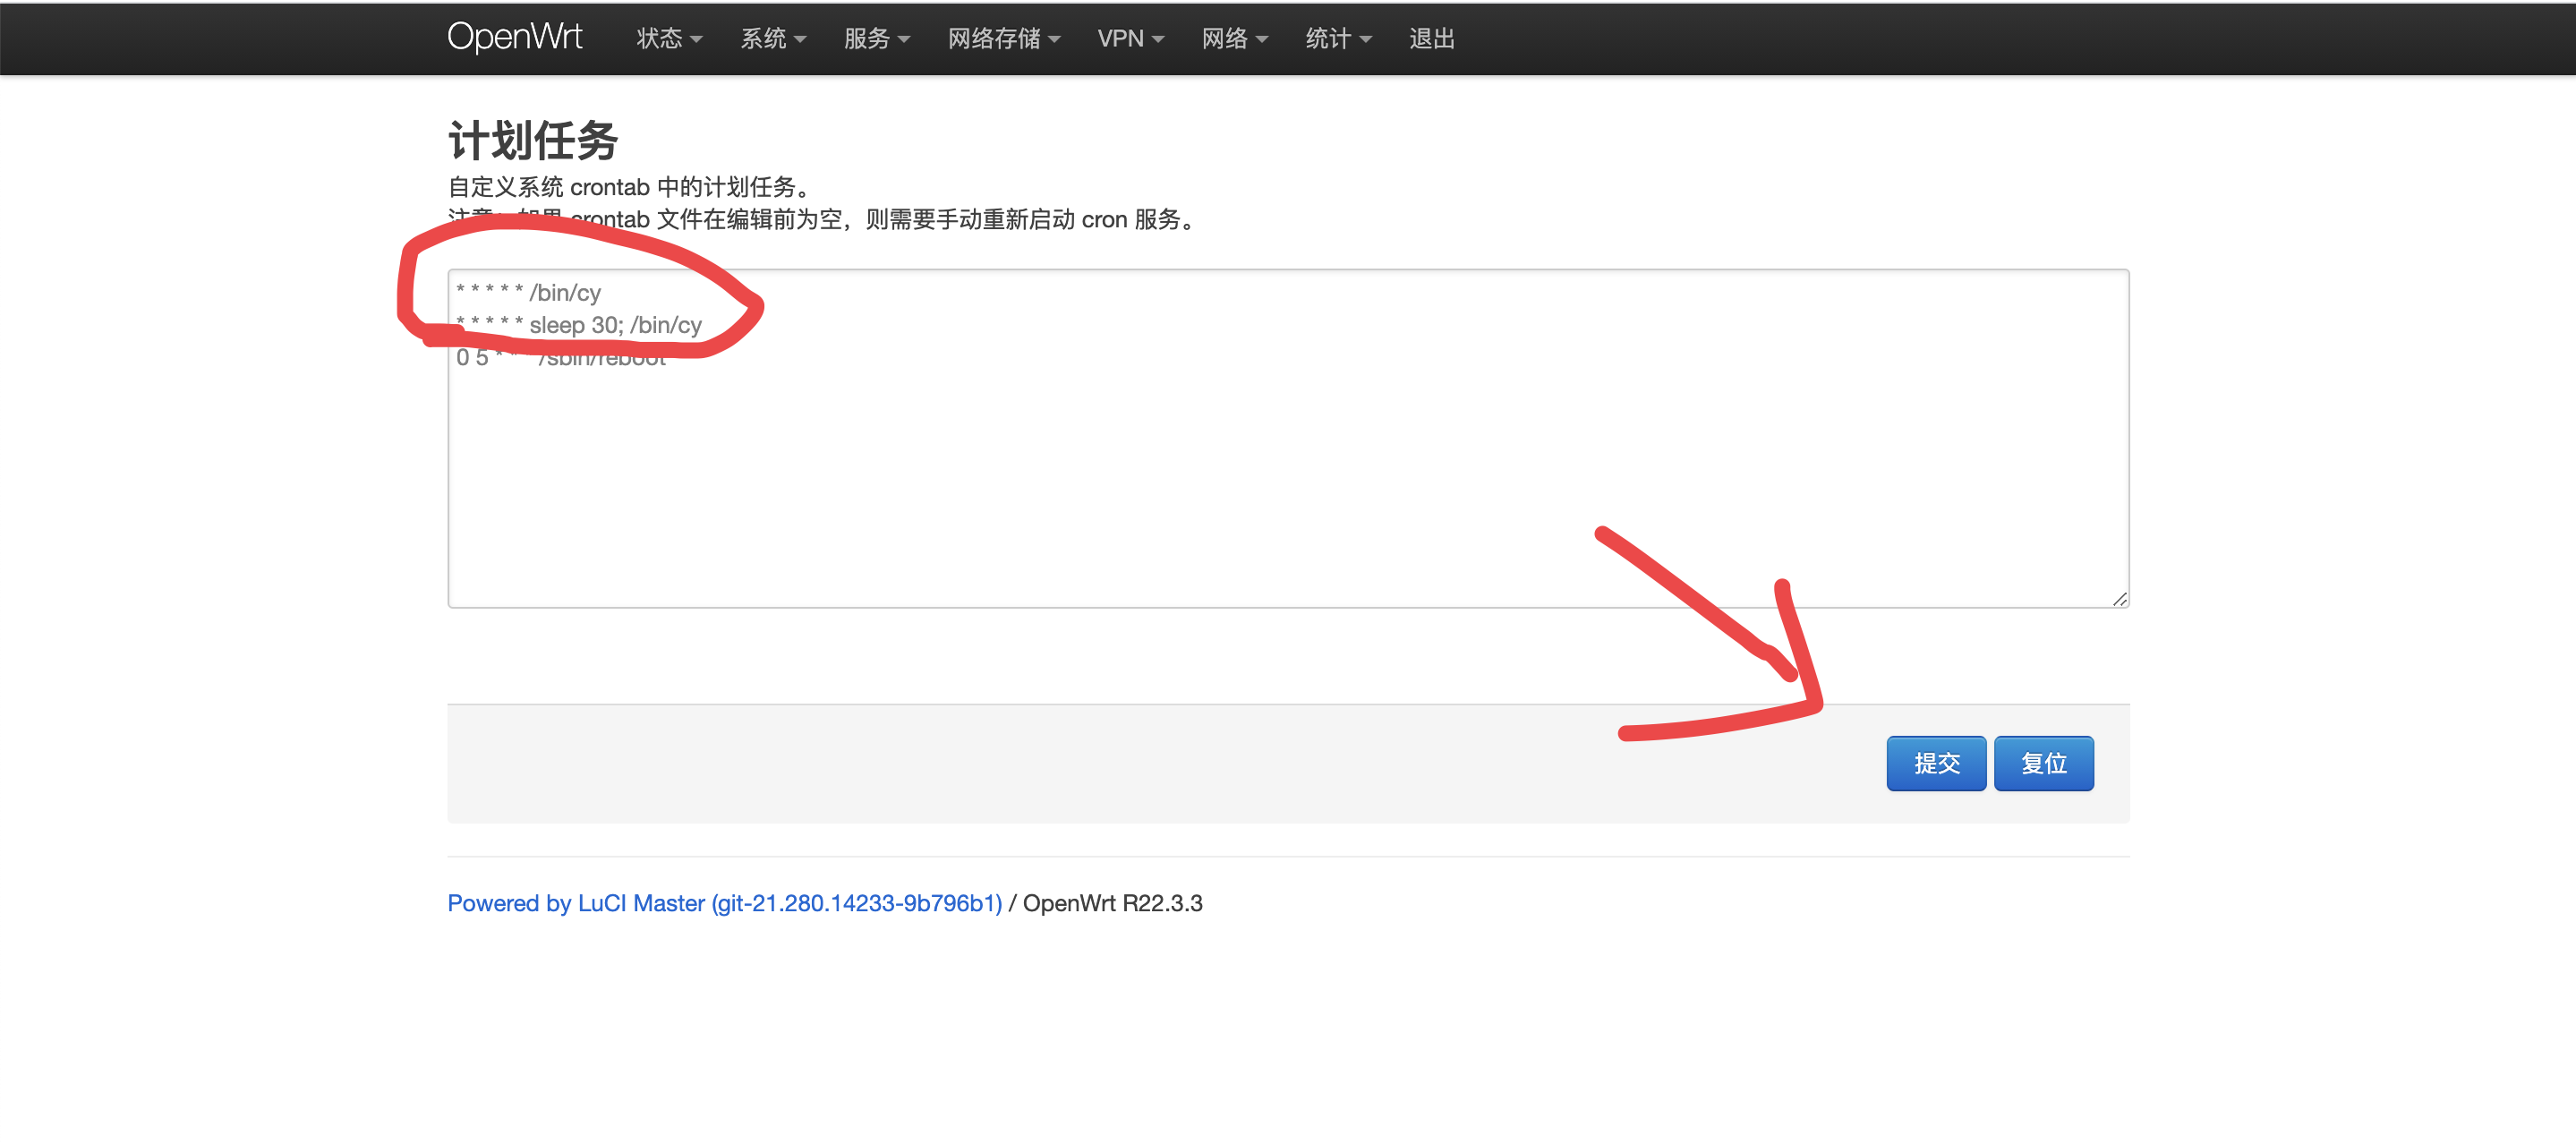 OpenWrt 状态 系统 服务 网络存储 VPN 网络 统计 退出
计划任务
自定义系统 crontab 中的计划任务。
注意：如果 crontab 文件在编辑前为空，则需要手动重新启动 cron 服务。
* * * * * /bin/cy
* * * * * sleep 30; /bin/cy
0 5 * * * /sbin/reboot
提交 复位
Powered by LuCI Master (git-21.280.14233-9b796b1) / OpenWrt R22.3.3